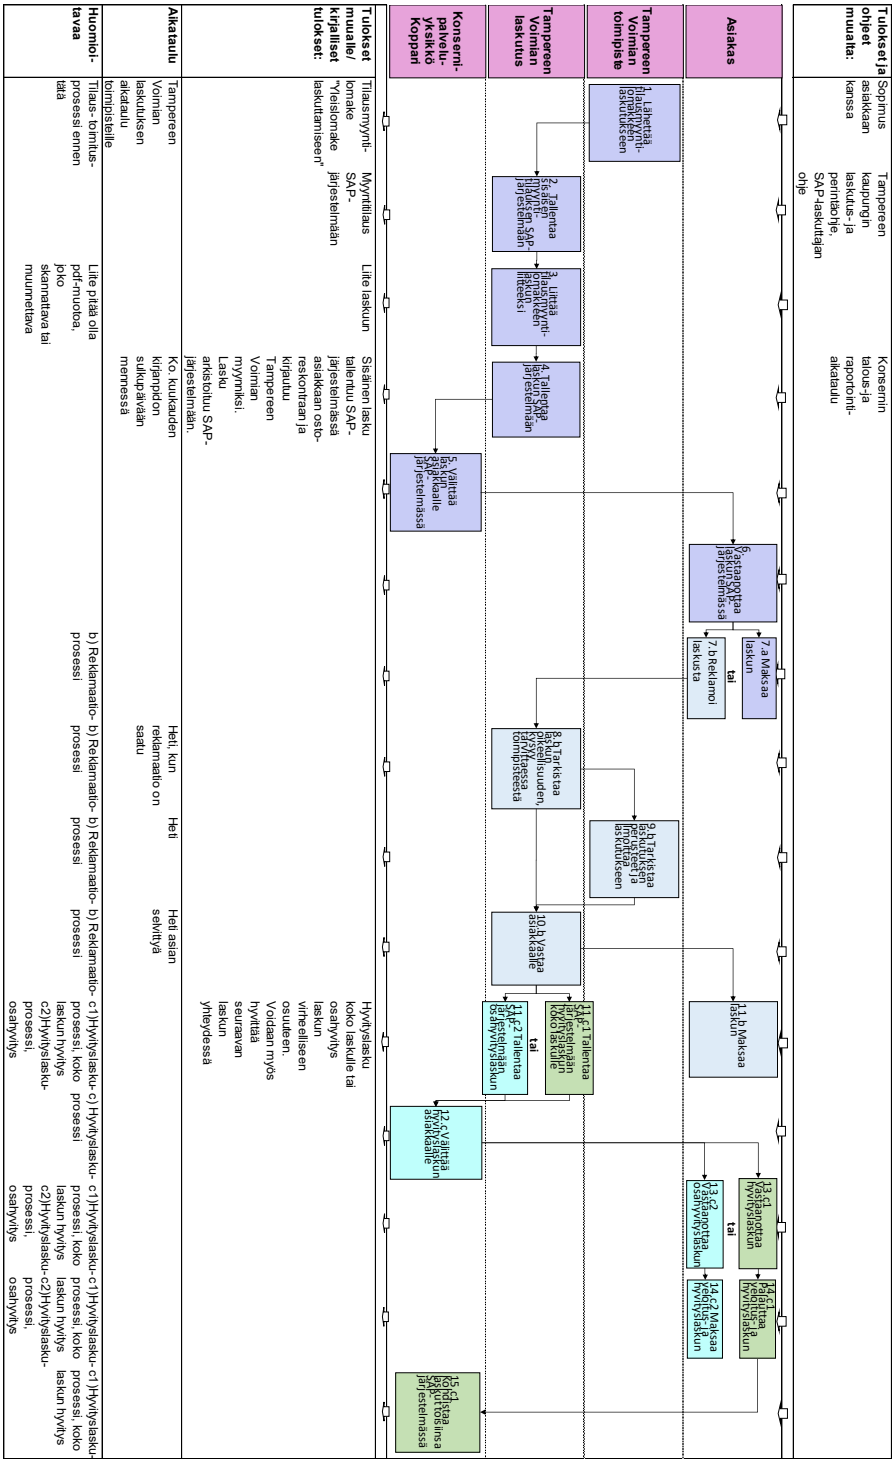 Tulokset ja
ohjeet
muualta:
Sopimus
asiakkaan
kanssa
Tampereen
kaupungin
laskutus- ja
perintäohje,
SAP-laskuttajan
ohje
Konsernin
talous-ja
raportointi-
aikataulu
Asiakas
6.
Vastaanottaa
laskun SAP-
järjestelmässä
7.a Maksaa
laskun
tai
7.b Reklamoi
laskusta
11.b Maksaa
laskun
13.c1
Vastaanottaa
hyvityslaskun
tai
13.c2
Vastaanottaa
osahyvityslaskun
14.c1
Palauttaa
veloitus- ja
hyvityslaskun
14.c2 Maksaa
veloitus- ja
hyvityslaskun
Tampereen
Voimian
toimipiste
1. Lähettää
tilausmyynti-
lomakkeen
laskutukseen
9.b Tarkistaa
laskutuksen
perusteet ja
ilmoittaa
laskutukseen
Tampereen
Voimian
laskutus
2. Tallentaa
sisäisen
myynti-
tilauksen SAP-
järjestelmään
3. Liittää
tilausmyynti-
lomakkeen
laskun
liitteeksi
4. Tallentaa
laskun SAP-
järjestelmään
8.b Tarkistaa
laskun
oikeellisuuden,
kysyy
tarvittaessa
toimipisteestä
10.b Vastaa
asiakkaalle
11.c1 Tallentaa
SAP-
järjestelmään
hyvityslaskun
koko laskulle
tai
11.c2 Tallentaa
SAP-
järjestelmään
osahyvityslaskun
Konserni-
palvelu-
yksikkö
Koppari
5. Välittää
laskun
asiakkaalle
SAP-
järjestelmässä
12.c Välittää
hyvityslaskun
asiakkaalle
15.c1
Kohdistaa
laskut toisiinsa
SAP-
järjestelmässä
Tulokset
muualle/
kirjalliset
tulokset:
Tilausmyynti-
lomake
"Yleislomake
laskuttamiseen"
Myyntitilaus
SAP-
järjestelmään
Liite laskuun
Sisäinen lasku
tallentuu SAP-
järjestelmässä
asiakkaan osto-
reskontraan ja
kirjautuu
Tampereen
Voimian
myynniksi.
Lasku
arkistoituu SAP-
järjestelmään.
Hyvityslasku
koko laskulle tai
osahyvitys
laskun
virheelliseen
osuuteen.
Voidaan myös
hyvittää
seuraavan
laskun
yhteydessä
Aikataulu
Tampereen
Voimian
laskutuksen
aikataulu
toimipisteille
Ko. kuukauden
kirjanpidon
sulkupäivään
mennessä
Heti, kun
reklamaatio on
saatu
Heti
Heti asian
selvittyä
Huomioi-
tavaa
Tilaus- toimitus-
prosessi ennen
tätä
Liite pitää olla
pdf-muotoa,
joko
skannattava tai
muunnettava
b) Reklamaatio-
prosessi
b) Reklamaatio-
prosessi
b) Reklamaatio-
prosessi
b) Reklamaatio-
prosessi
c1)Hyvityslasku-
prosessi, koko
laskun hyvitys
c2)Hyvityslasku-
prosessi,
osahyvitys
c) Hyvityslasku-
prosessi
c1)Hyvityslasku-
prosessi, koko
laskun hyvitys
c2)Hyvityslasku-
prosessi,
osahyvitys
c1)Hyvityslasku-
prosessi, koko
laskun hyvitys
c2)Hyvityslasku-
prosessi,
osahyvitys
c1)Hyvityslasku-
prosessi, koko
laskun hyvitys